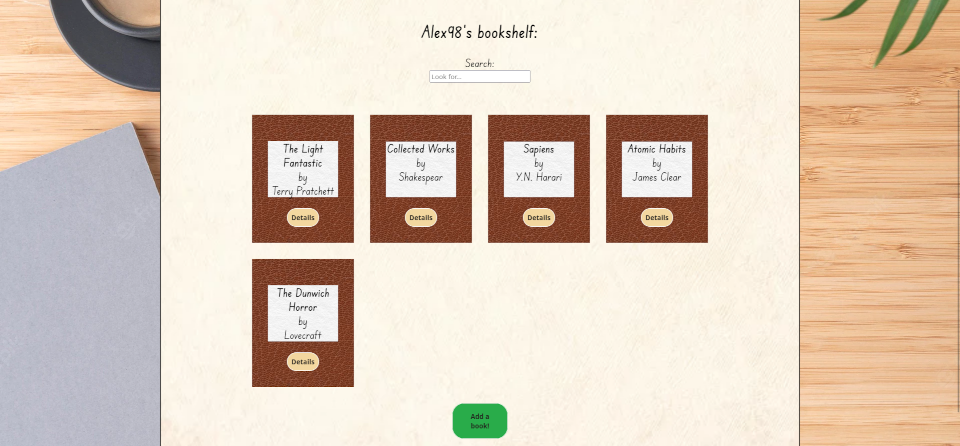 Alex98's bookshelf:
Search:
Look for...
The Light
Fantastic
by
Terry Pratchett
Details
Collected Works
by
Shakespear
Details
Sapiens
by
Y.N. Harari
Details
Atomic Habits
by
James Clear
Details
The Dunwich
Horror
by
Lovecraft
Details
Add a
book!